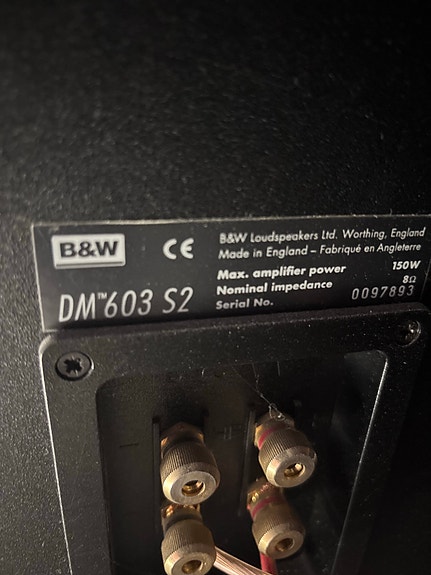 B&W
CE
B&W Loudspeakers Ltd. Worthing, England
Made in England – Fabriqué en Angleterre
DM™603 S2
Max. amplifier power 150W
Nominal impedance 8Ω
Serial No. 0097893